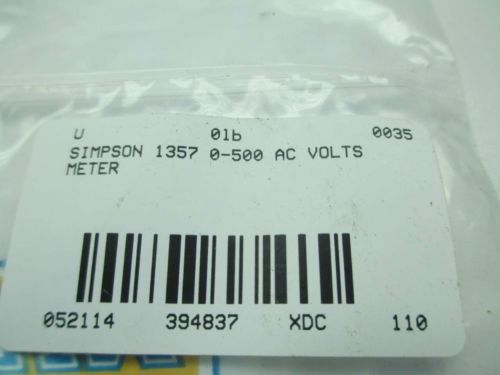 U 01b 0035
SIMPSON 1357 0-500 AC VOLTS
METER
052114 394837 XDC 110